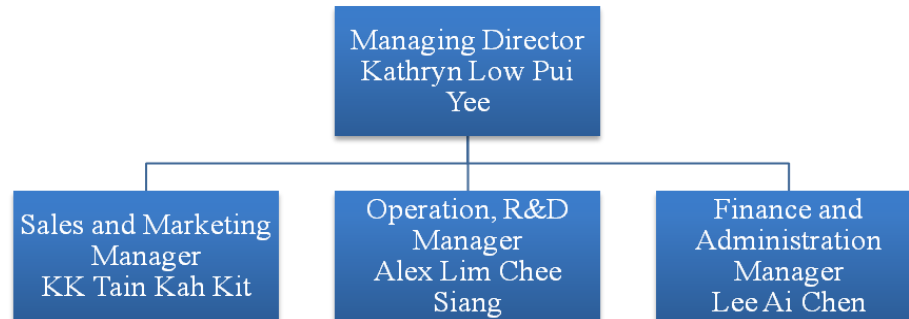 Managing Director
Kathryn Low Pui
Yee
Sales and Marketing
Manager
KK Tain Kah Kit
Operation, R&D
Manager
Alex Lim Chee
Siang
Finance and
Administration
Manager
Lee Ai Chen